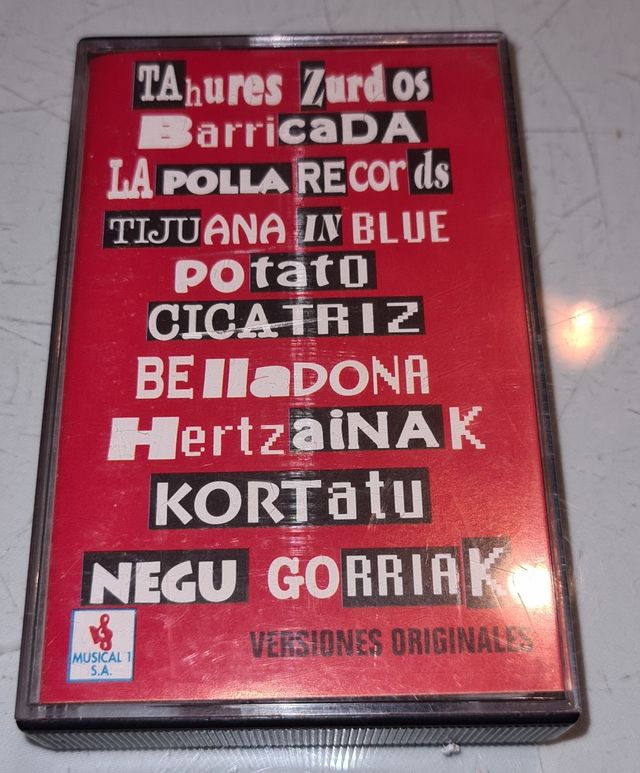 TAhures Zurdos
BarricaDA
LA POLLA REcords
TIJUANA IN BLUE
POtatO
CICATRIZ
BEllaDONA
HertzaiNAK
KORTatu
NEGU GORRIAK
VERSIONES ORIGINALES
MUSICAL 1
S.A.